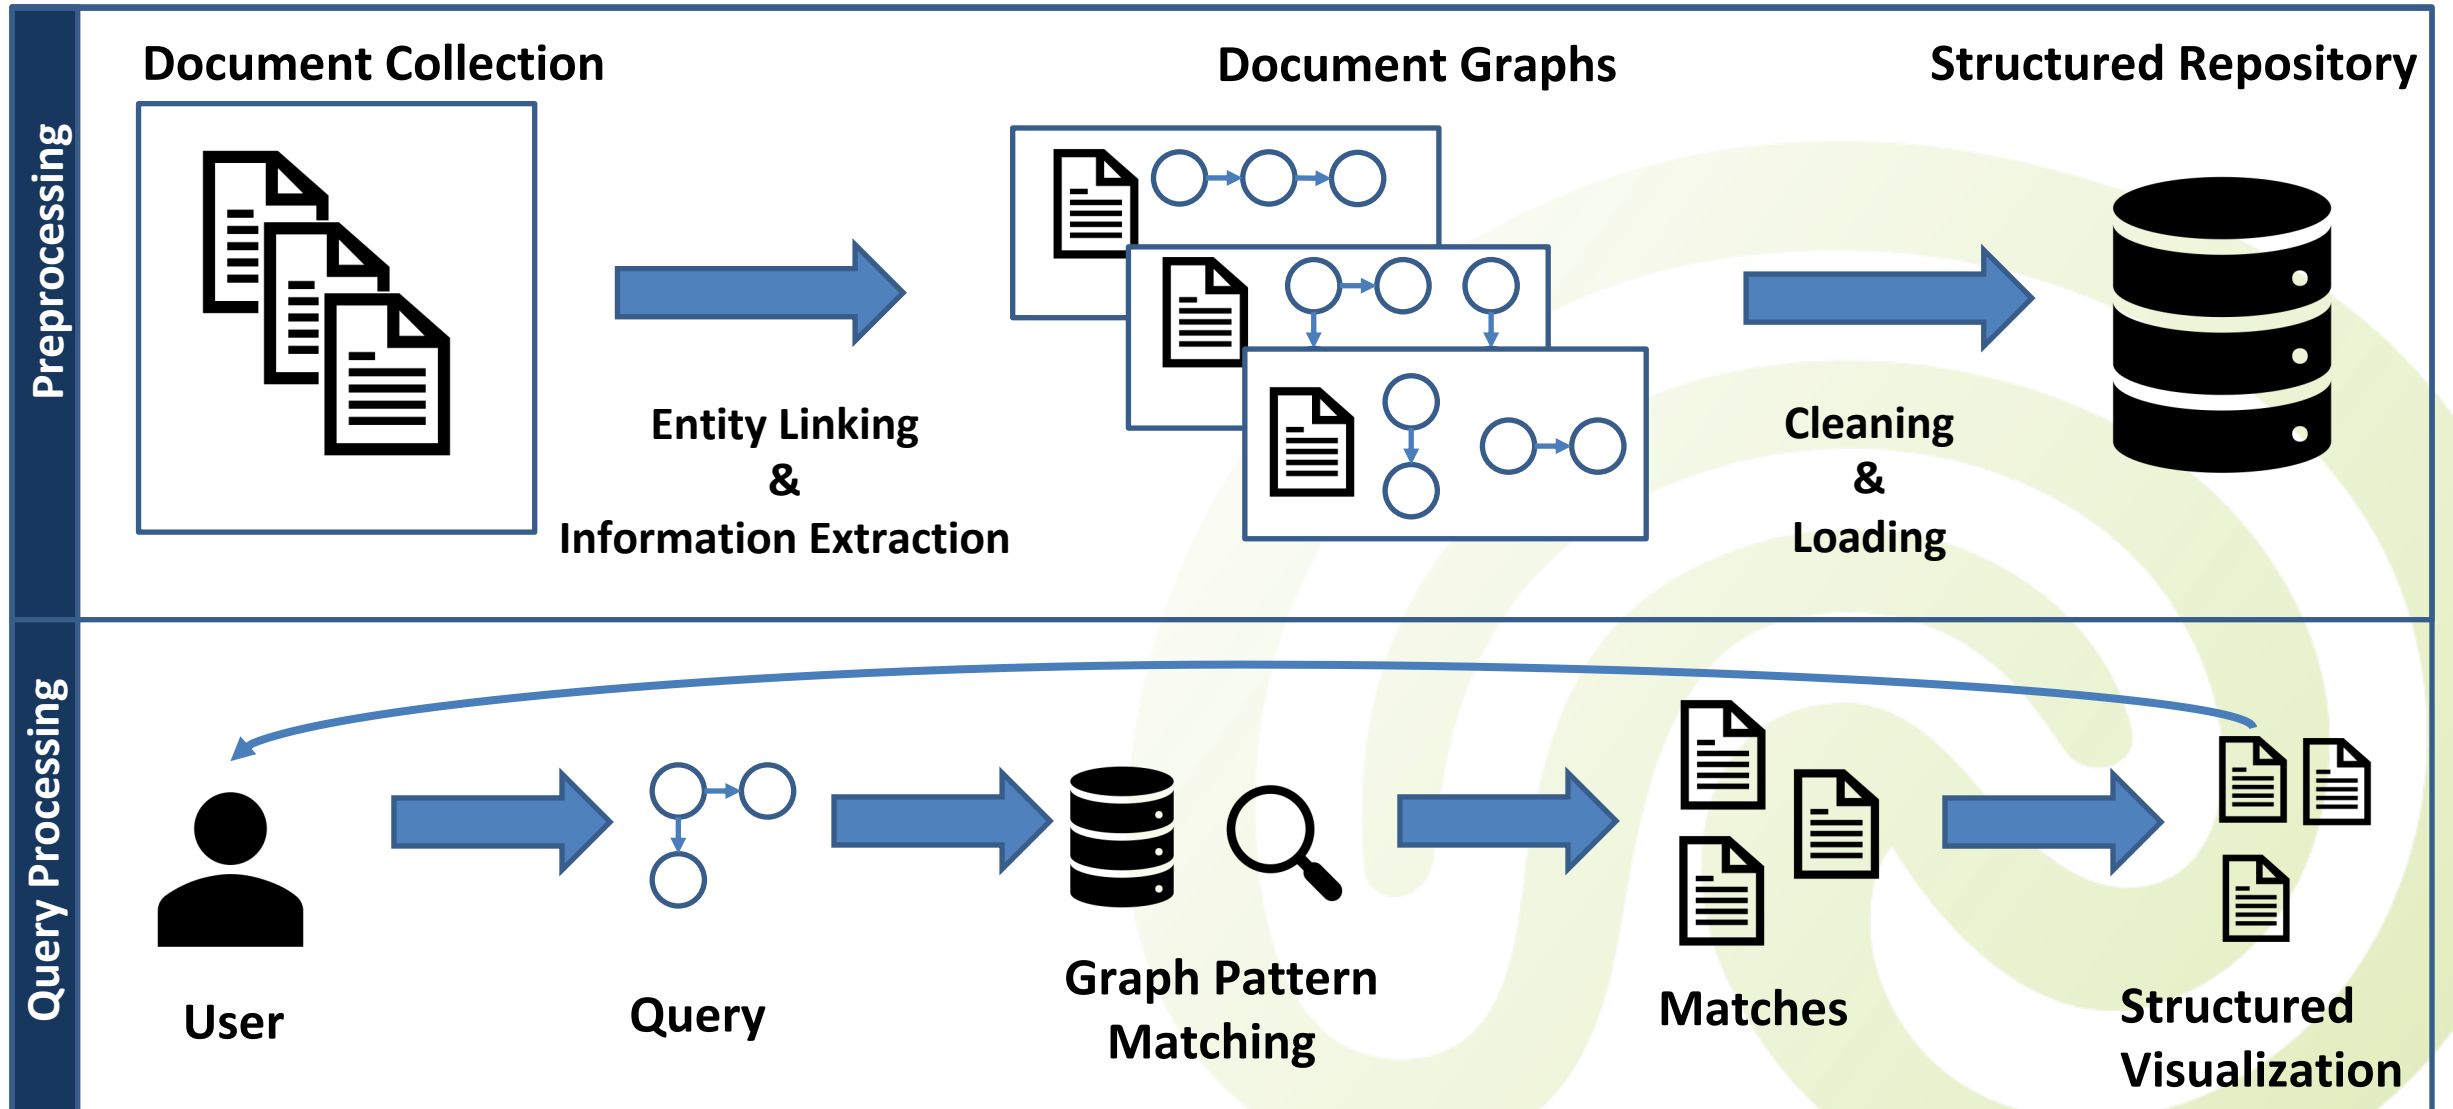 Preprocessing
Document Collection
Document Graphs
Structured Repository
Entity Linking
&
Information Extraction
Cleaning
&
Loading
Query Processing
User
Query
Graph Pattern
Matching
Matches
Structured
Visualization